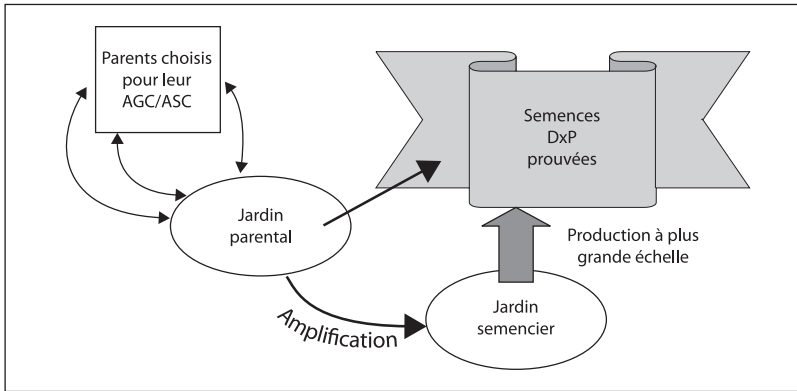 Parents choisis
pour leur
AGC/ASC
Semences
DxP
prouvées
Jardin
parental
Production à plus
grande échelle
Amplification
Jardin
semencier